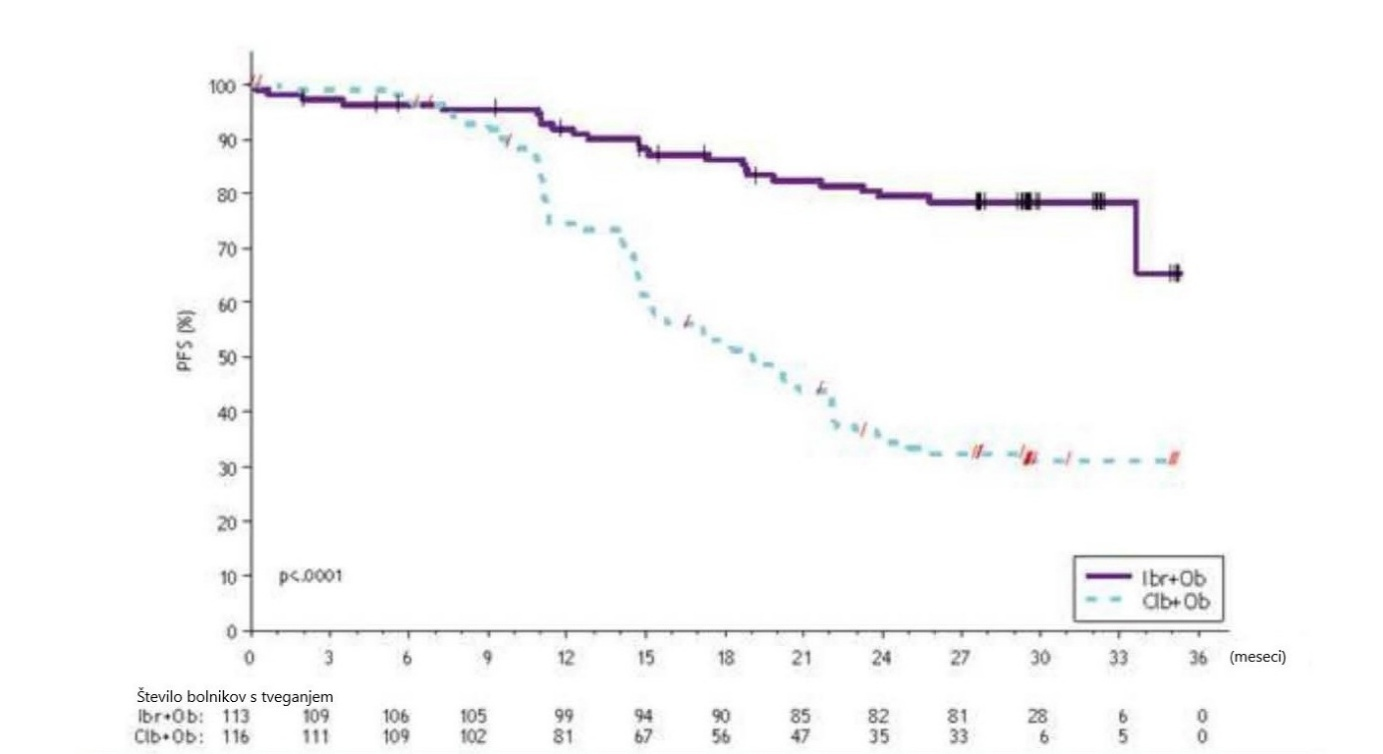 100
90
80
70
60
50
40
30
20
10
0
PFS (%)
p<.0001
Ibr+Ob
Clb+Ob
0 3 6 9 12 15 18 21 24 27 30 33 36 (meseci)
Število bolnikov s tveganjem
Ibr+Ob: 113 109 106 105 99 94 90 85 82 81 28 6 0
Clb+Ob: 116 111 109 102 81 67 56 47 35 33 6 5 0